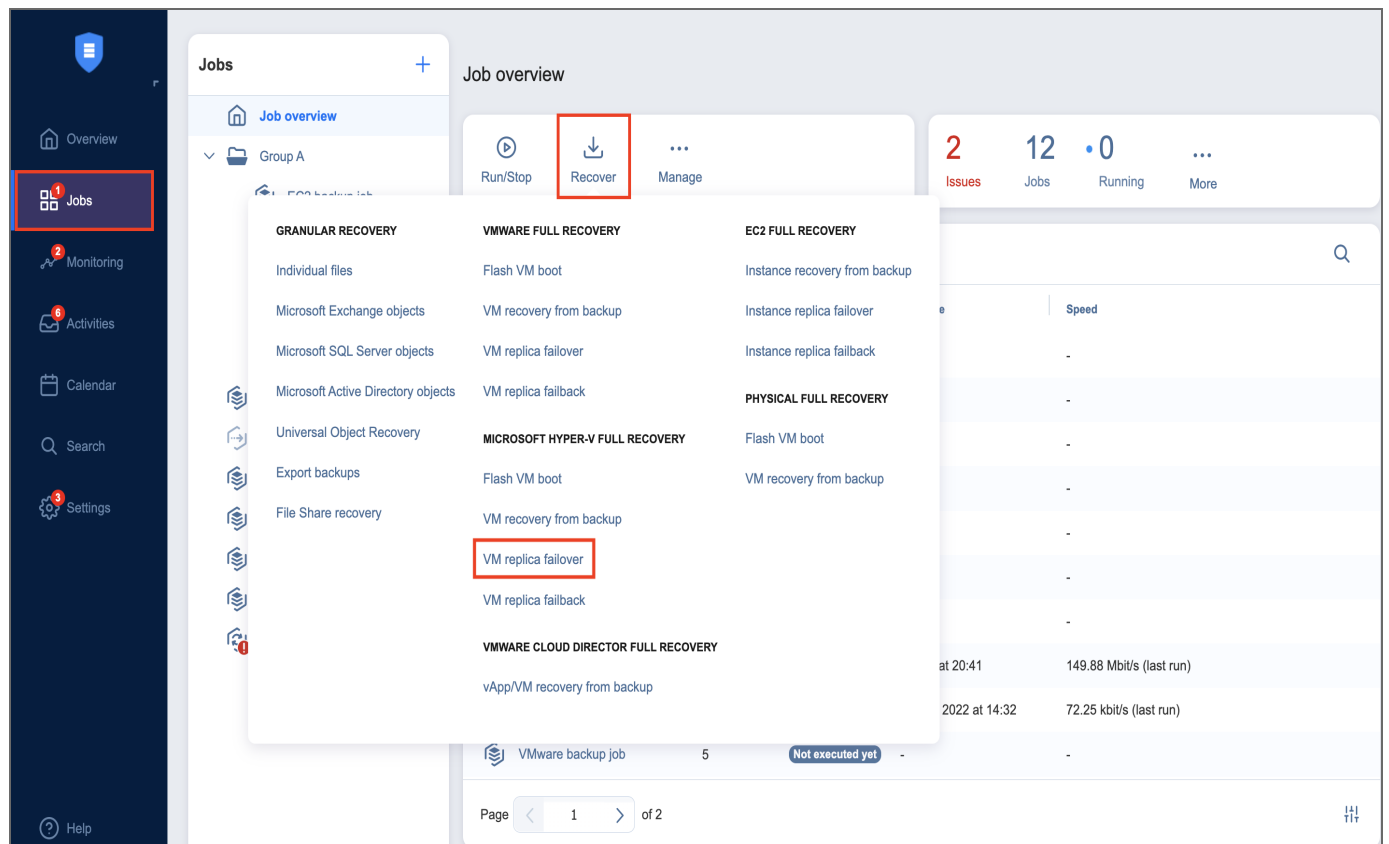 Overview
1
Jobs
2
Monitoring
6
Activities
Calendar
Search
3
Settings
Help
Jobs
Job overview
Group A
EC2 backup job
Job overview
Run/Stop
Recover
Manage
2
Issues
12
Jobs
0
Running
More
GRANULAR RECOVERY
Individual files
Microsoft Exchange objects
Microsoft SQL Server objects
Microsoft Active Directory objects
Universal Object Recovery
Export backups
File Share recovery
VMWARE FULL RECOVERY
Flash VM boot
VM recovery from backup
VM replica failover
VM replica failback
MICROSOFT HYPER-V FULL RECOVERY
Flash VM boot
VM recovery from backup
VM replica failover
VM replica failback
VMWARE CLOUD DIRECTOR FULL RECOVERY
vApp/VM recovery from backup
EC2 FULL RECOVERY
Instance recovery from backup
Instance replica failover
Instance replica failback
PHYSICAL FULL RECOVERY
Flash VM boot
VM recovery from backup
e Speed
-
-
-
-
-
-
-
at 20:41 149.88 Mbit/s (last run)
2022 at 14:32 72.25 kbit/s (last run)
VMware backup job 5 Not executed yet - -
Page 1 of 2